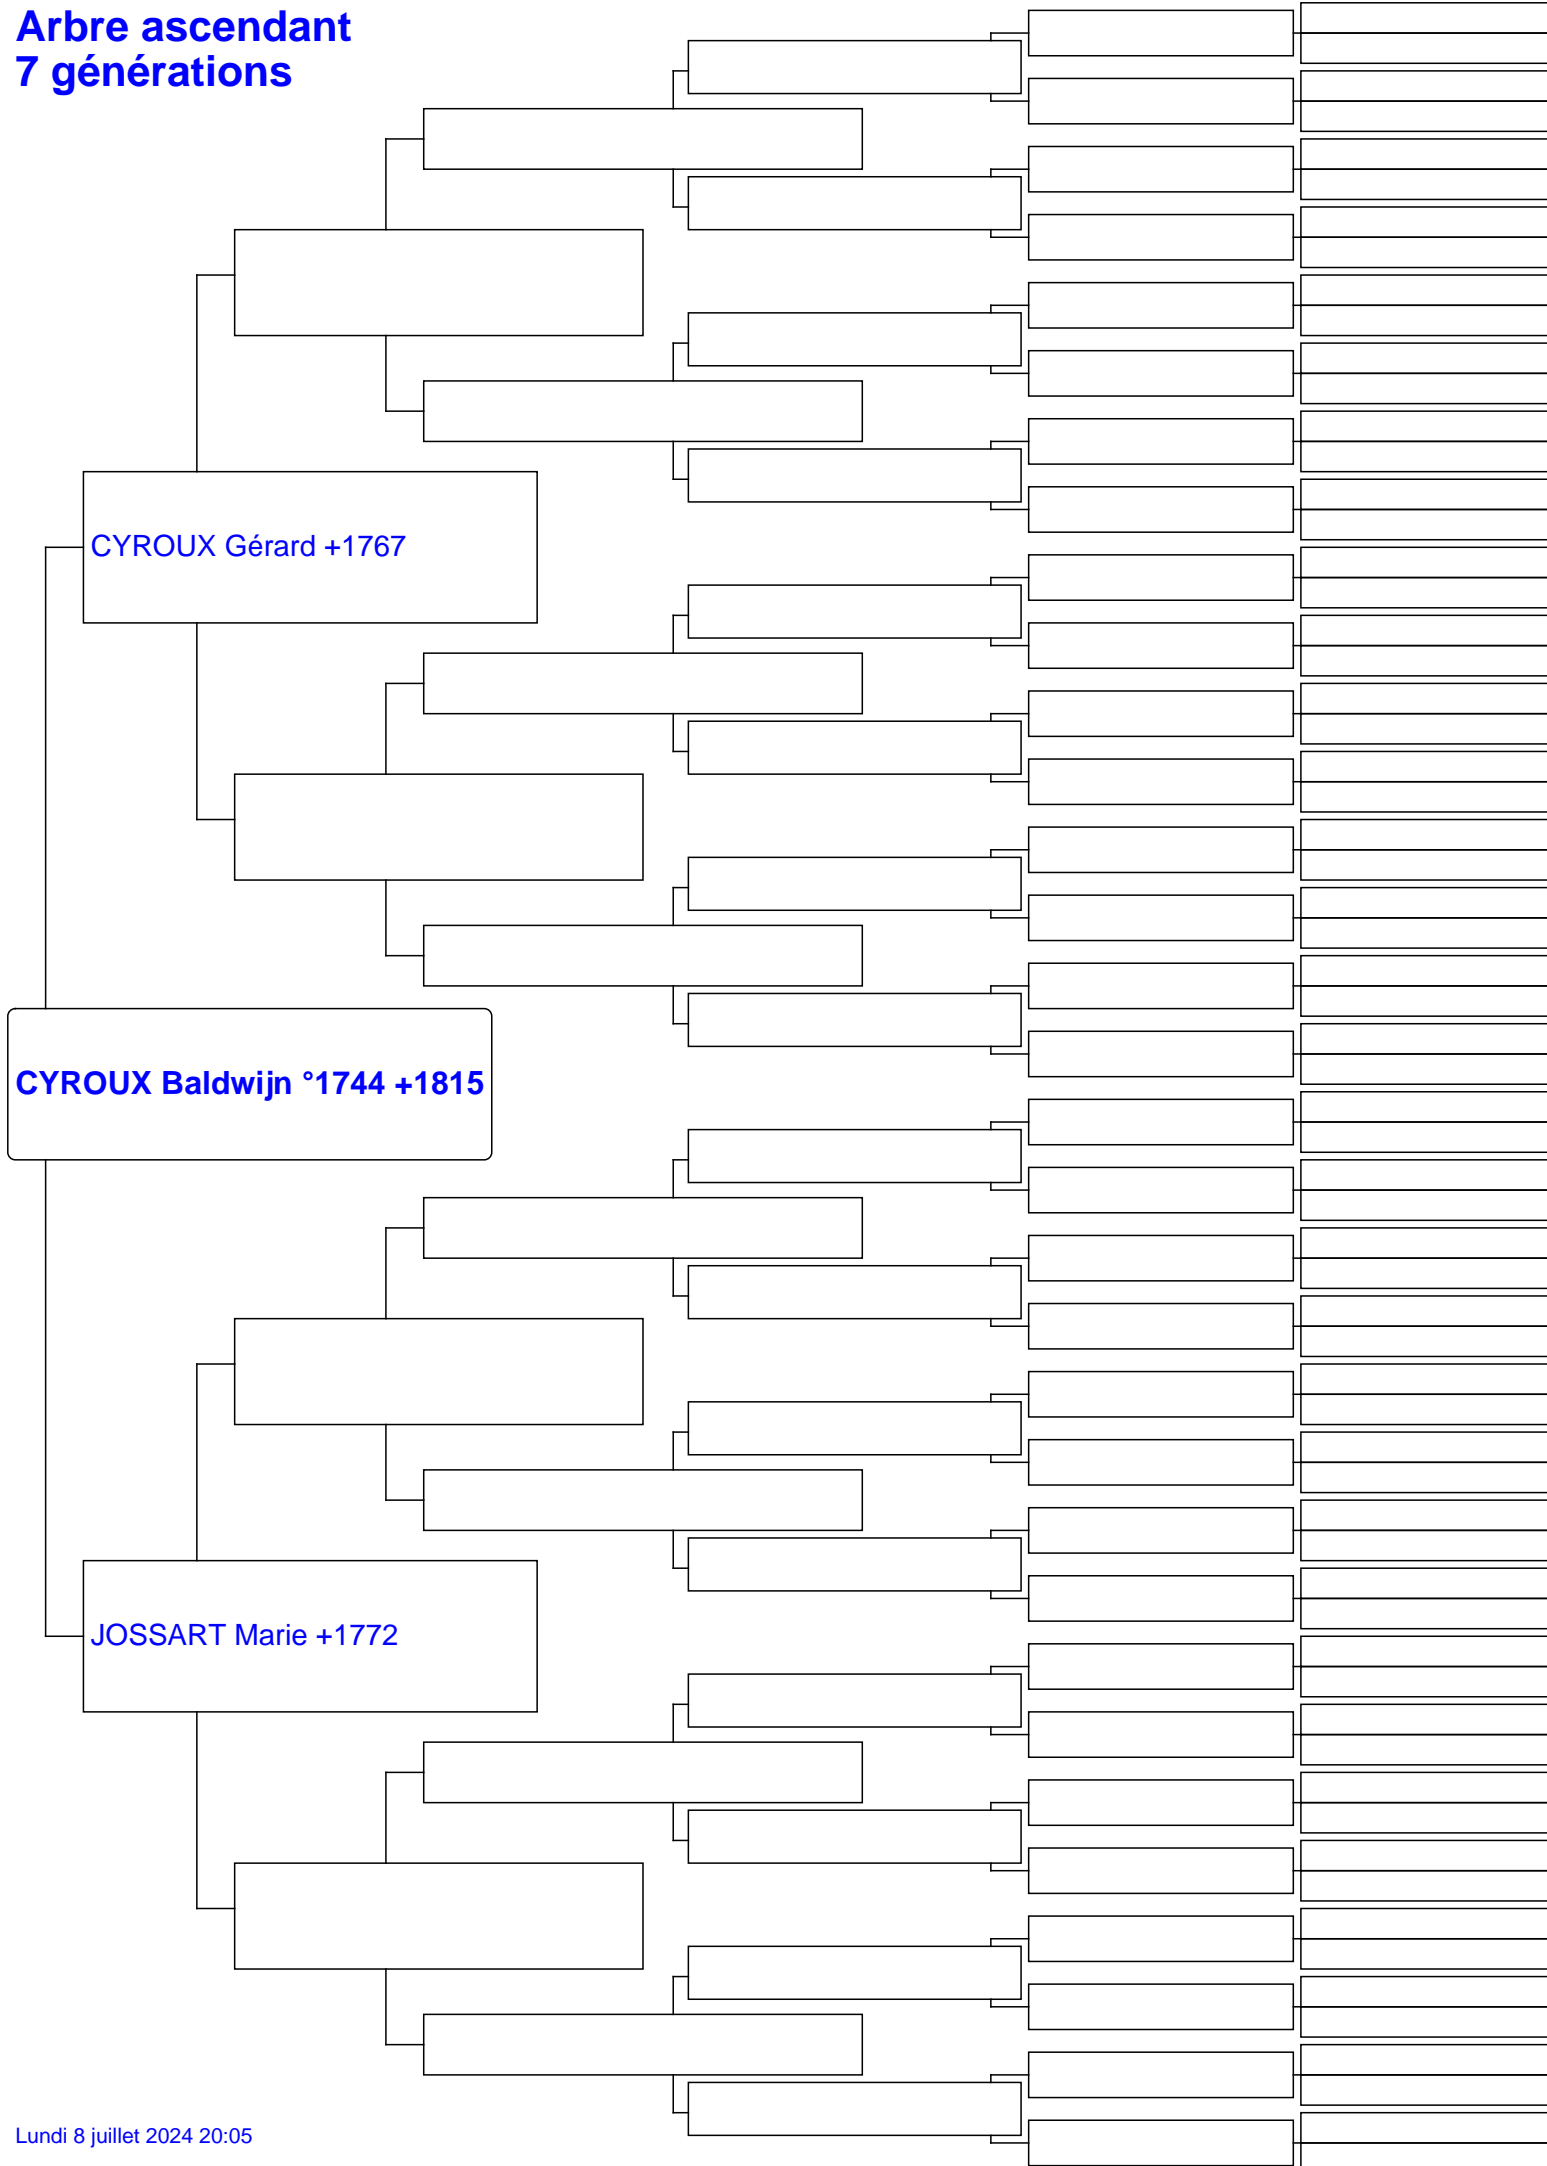 Arbre ascendant
7 générations
CYROUX Gérard +1767
CYROUX Baldwijn °1744 +1815
JOSSART Marie +1772
Lundi 8 juillet 2024 20:05